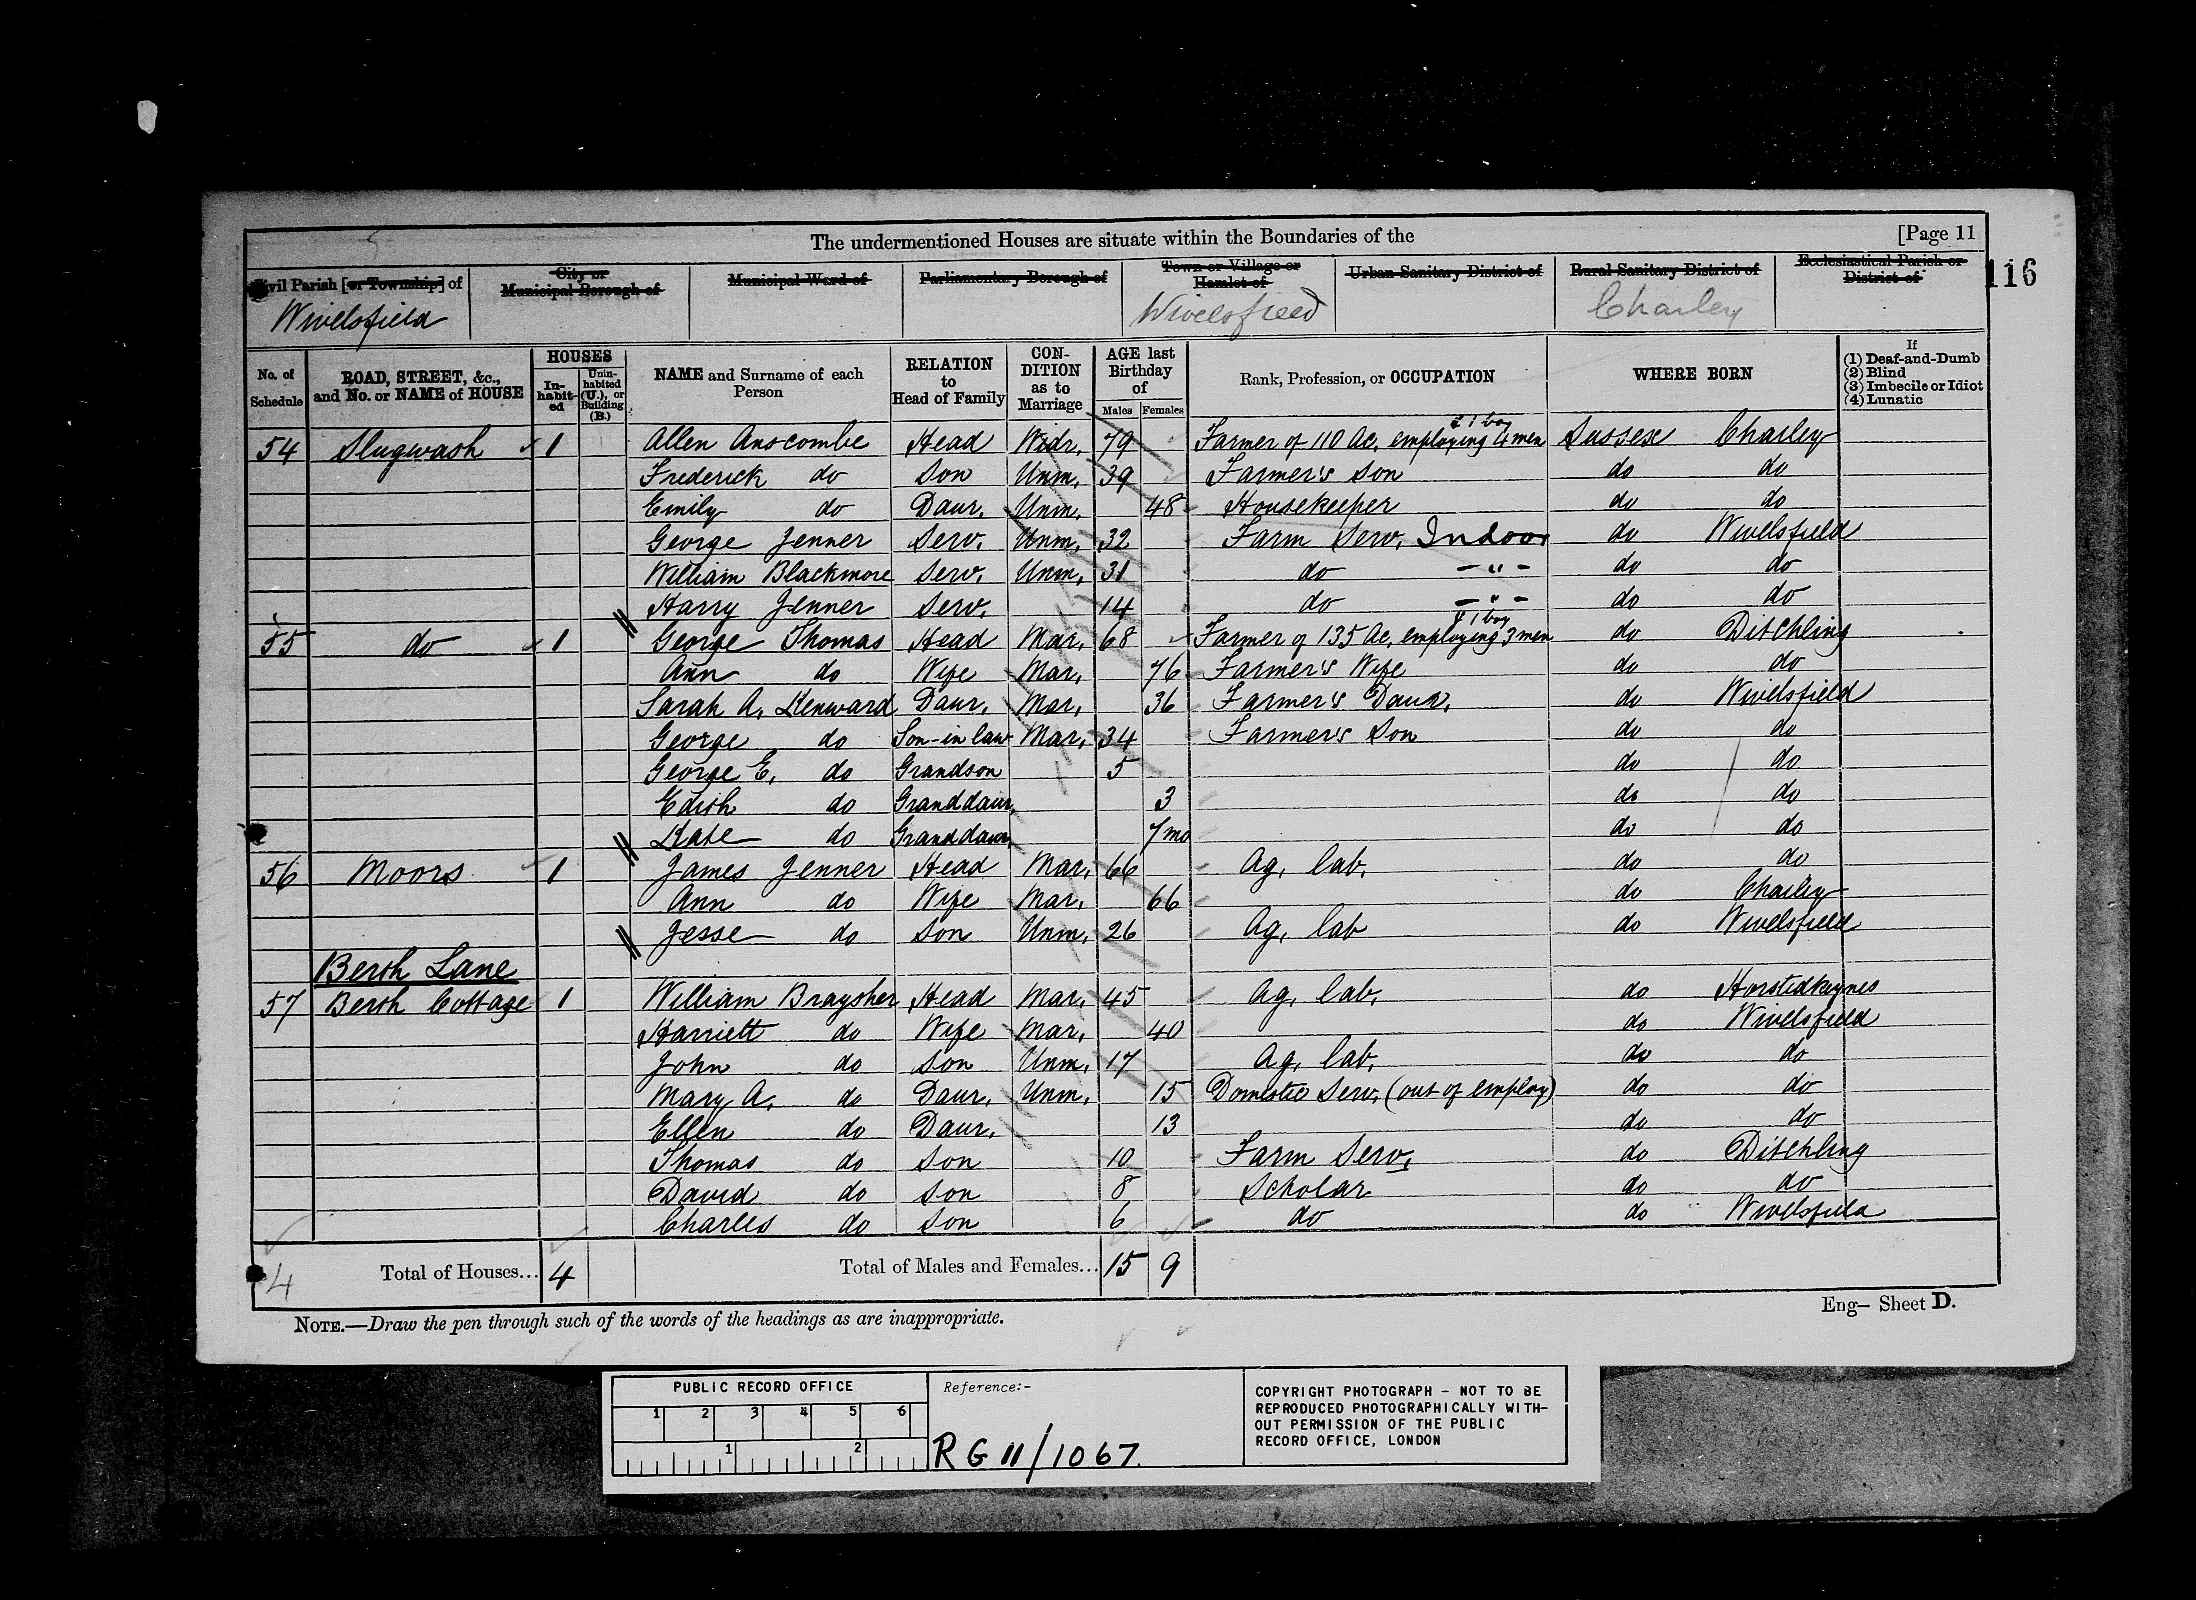 The undermentioned Houses are situate within the Boundaries of the [Page 11
116
Civil Parish [or Township] of City or Municipal Borough of Municipal Ward of Parliamentary Borough of Town or Village or Hamlet of Urban Sanitary District of Rural Sanitary District of Ecclesiastical Parish or District of
Wivelsfield Wivelsfield Chailey
No. of Schedule ROAD, STREET, &c., and No. or NAME of HOUSE HOUSES In-habit-ed Unin-habited (U.), or Building (B.) NAME and Surname of each Person RELATION to Head of Family CON-DITION as to Marriage AGE last Birthday of Males Females Rank, Profession, or OCCUPATION WHERE BORN If (1) Deaf-and-Dumb (2) Blind (3) Imbecile or Idiot (4) Lunatic
54 Slugwash 1 Allen Anscombe Head Widr. 79 Farmer of 110 Ac. employing 4 men & 1 boy Sussex Chailey
Frederick do Son Unm. 39 Farmer's Son do do
Emily do Daur. Unm. 48 Housekeeper do do
George Jenner Serv. Unm. 32 Farm Serv. Indoor do Wivelsfield
William Blackmore Serv. Unm. 31 do - " - do do
Harry Jenner Serv. 14 do - " - do do
55 do 1 George Thomas Head Mar. 68 Farmer of 135 Ac. employing 3 men & 1 boy do Ditchling
Ann do Wife Mar. 76 Farmer's Wife do do
Sarah A. Kenward Daur. Mar. 36 Farmer's Daur. do Wivelsfield
George do Son-in law Mar. 34 Farmer's Son do do
George E. do Grandson 5 do do
Edith do Granddaur. 3 do do
Kate do Granddaur. 7mo do do
56 Moors 1 James Jenner Head Mar. 66 Ag. lab. do do
Ann do Wife Mar. 66 do Chailey
Jesse do Son Unm. 26 Ag. lab do Wivelsfield
Berth Lane
57 Berth Cottage 1 William Braysher Head Mar. 45 Ag. lab. do Horstedkeynes
Harriett do Wife Mar. 40 do Wivelsfield
John do Son Unm. 17 Ag. lab. do do
Mary A. do Daur. Unm. 15 Domestic Serv. (out of employ) do do
Ellen do Daur. 13 do do
Thomas do Son 10 Farm Serv. do Ditchling
David do Son 8 Scholar do do
Charles do Son 6 do do Wivelsfield
4 Total of Houses... 4 Total of Males and Females... 15 9
NOTE.—Draw the pen through such of the words of the headings as are inappropriate.
Eng— Sheet D.
PUBLIC RECORD OFFICE
1 2 3 4 5 6
1 2
Reference:-
RG 11/1067
COPYRIGHT PHOTOGRAPH - NOT TO BE
REPRODUCED PHOTOGRAPHICALLY WITH-
OUT PERMISSION OF THE PUBLIC
RECORD OFFICE, LONDON